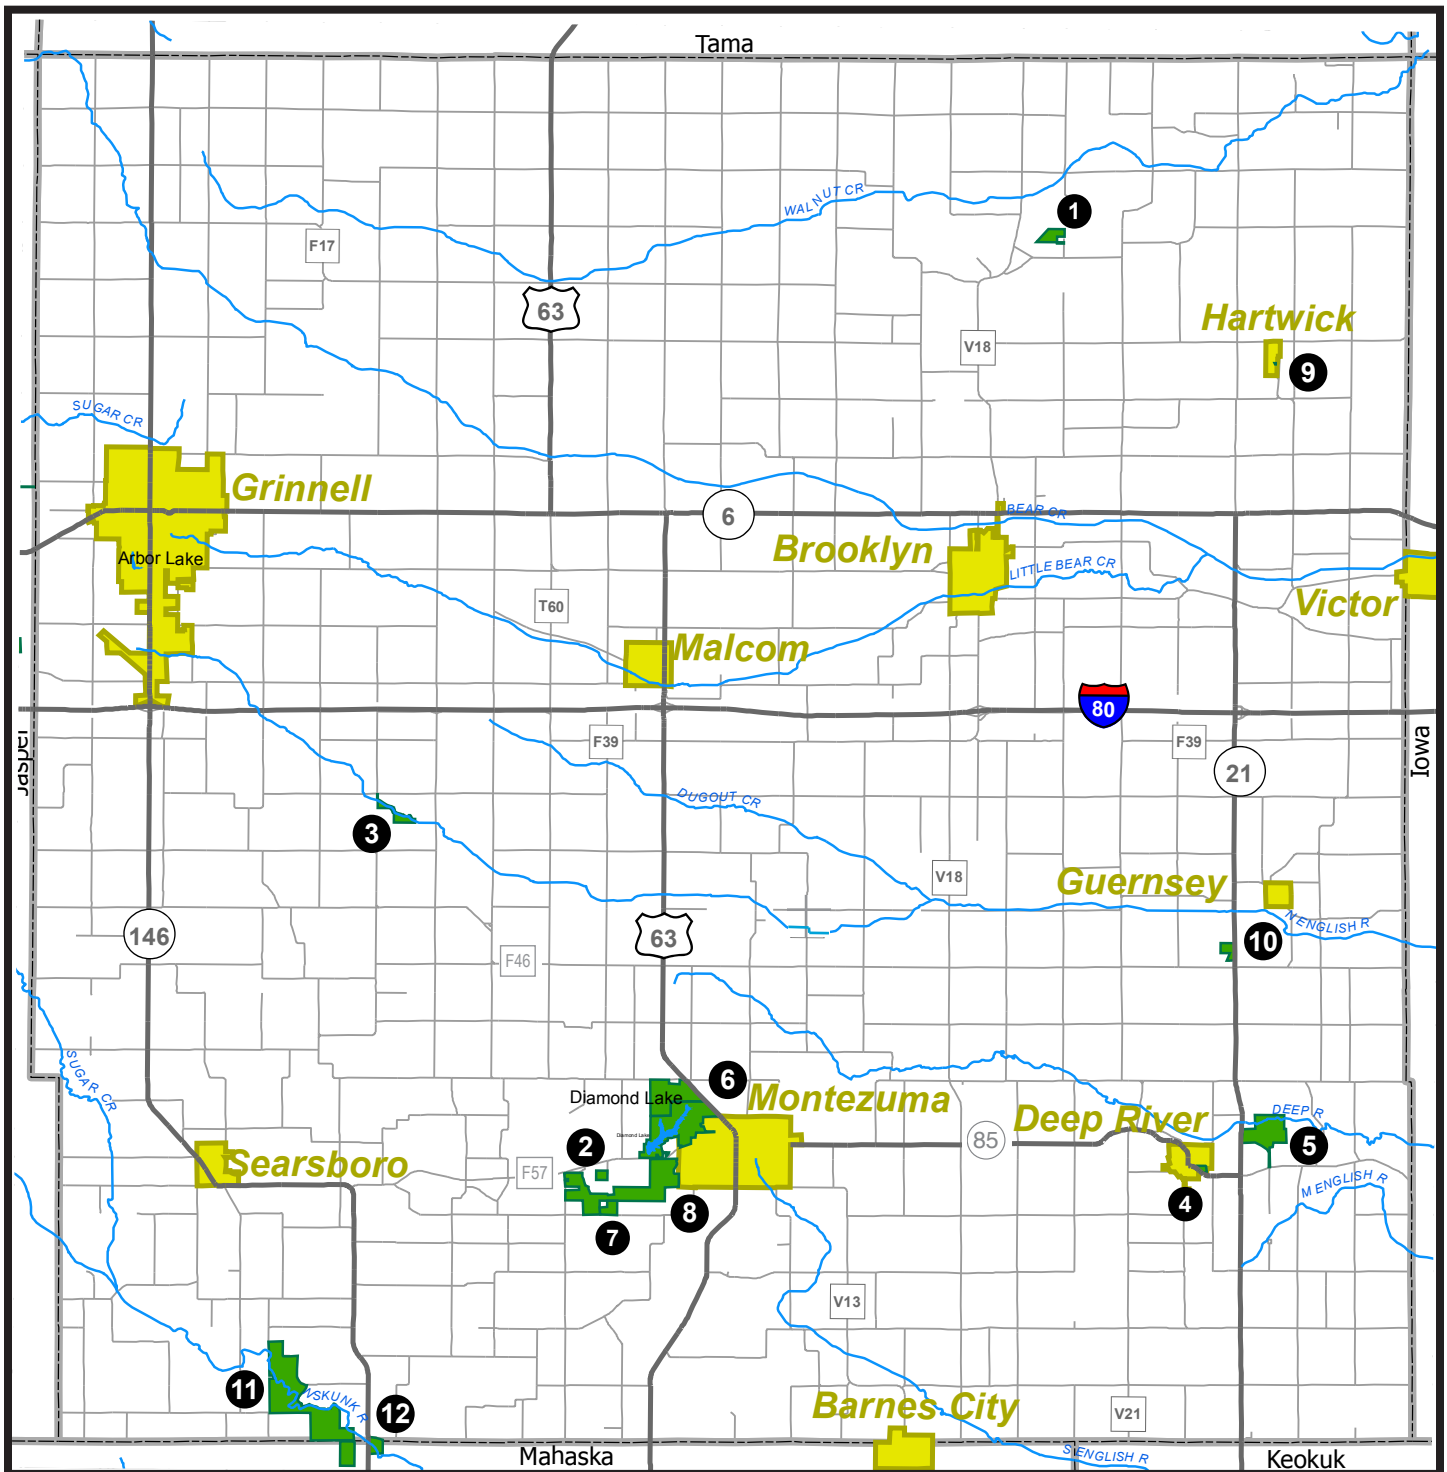 Tama
WALNUT CR
1
F17
63
Hartwick
V18
9
SUGAR CR
Grinnell
6
BEAR CR
Brooklyn
Arbor Lake
LITTLE BEAR CR
T60
Victor
Malcom
80
F39
F39
Jasper
Iowa
21
DUGOUT CR
3
V18
Guernsey
146
63
N ENGLISH R
10
F46
SUGAR CR
6
Diamond Lake
Montezuma
Deep River
DEEP R
Diamond Lake
85
2
5
Searsboro
F57
M ENGLISH R
4
8
7
V13
11
N SKUNK R
12
Barnes City
V21
Mahaska
S ENGLISH R
Keokuk